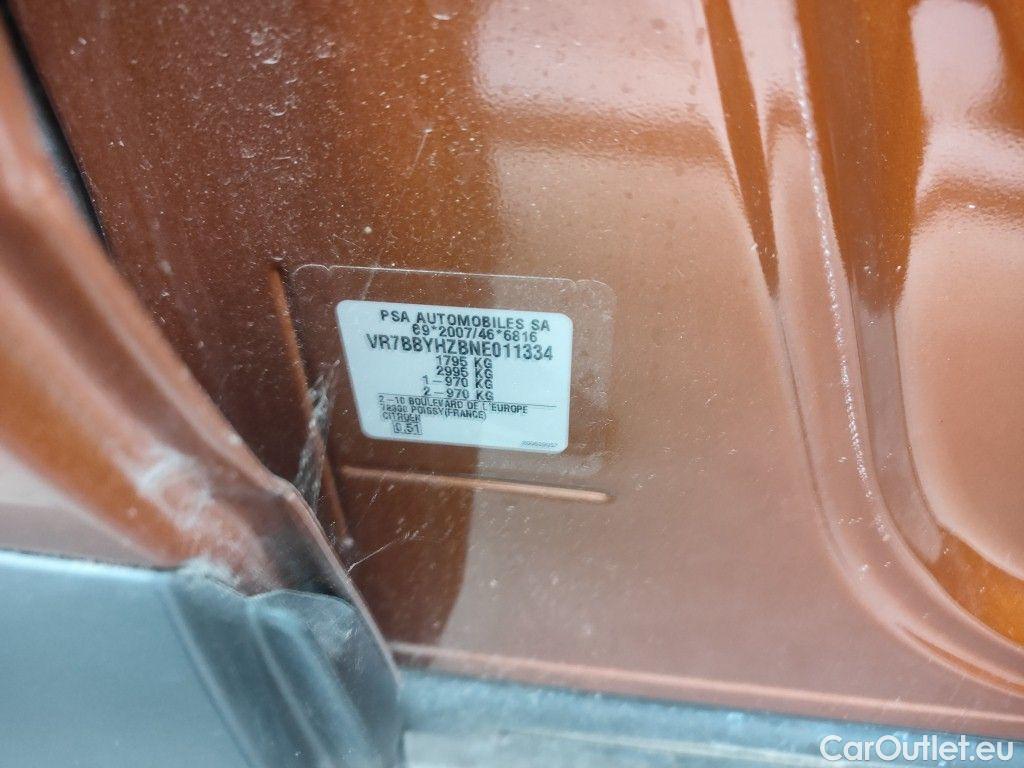 PSA AUTOMOBILES SA
e9*2007/46*6816
VR7BBYHZBNE011334
1795 KG
2995 KG
1-970 KG
2-970 KG
2-10 BOULEVARD DE L'EUROPE
78300 POISSY(FRANCE)
CITROEN
0.51
CarOutlet.eu